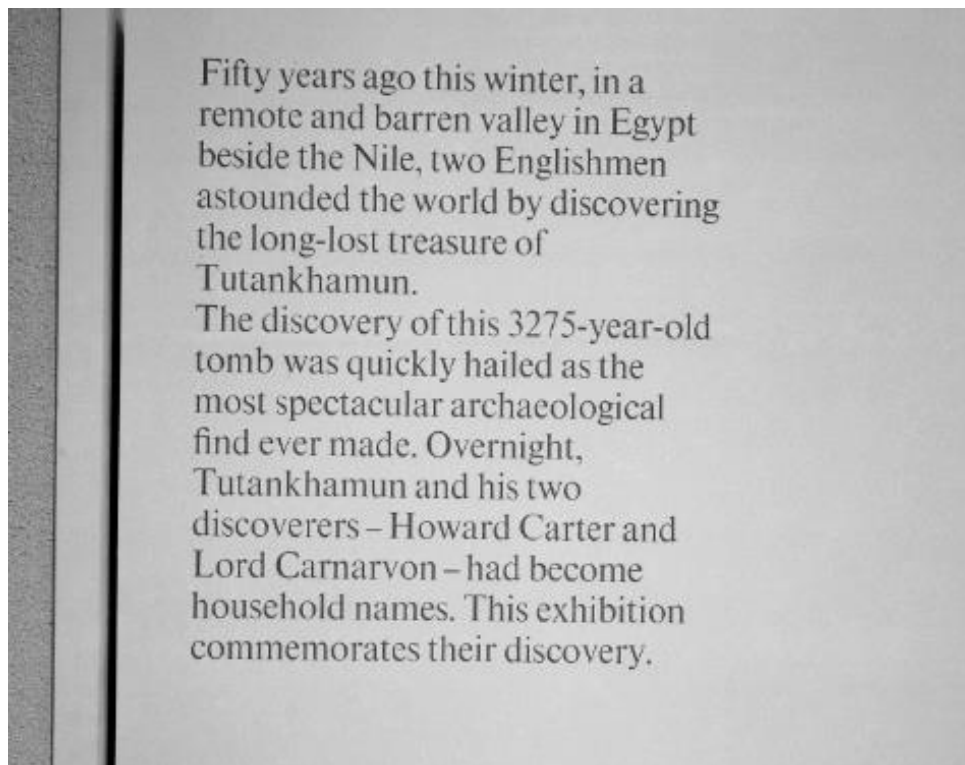 Fifty years ago this winter, in a
remote and barren valley in Egypt
beside the Nile, two Englishmen
astounded the world by discovering
the long-lost treasure of
Tutankhamun.
The discovery of this 3275-year-old
tomb was quickly hailed as the
most spectacular archaeological
find ever made. Overnight,
Tutankhamun and his two
discoverers – Howard Carter and
Lord Carnarvon – had become
household names. This exhibition
commemorates their discovery.